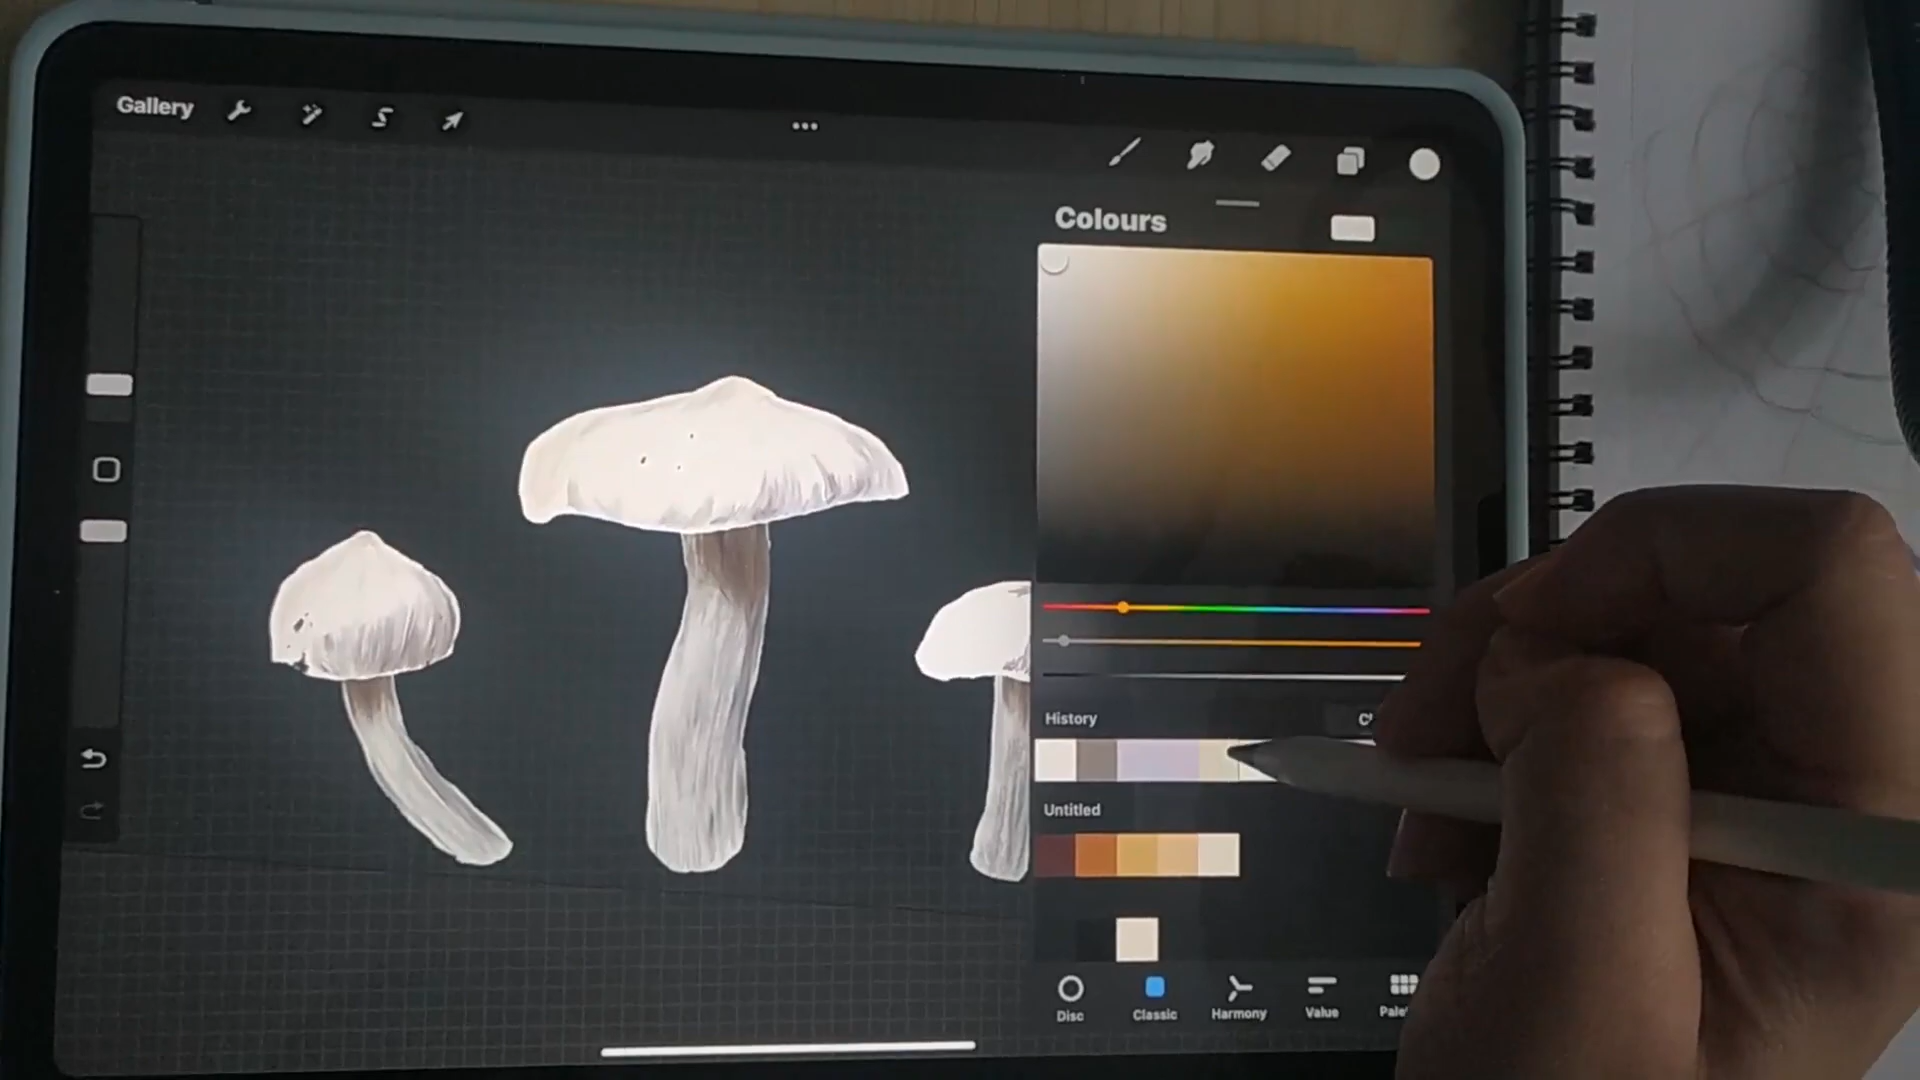 Gallery
Colours
History
Untitled
Disc
Classic
Harmony
Value